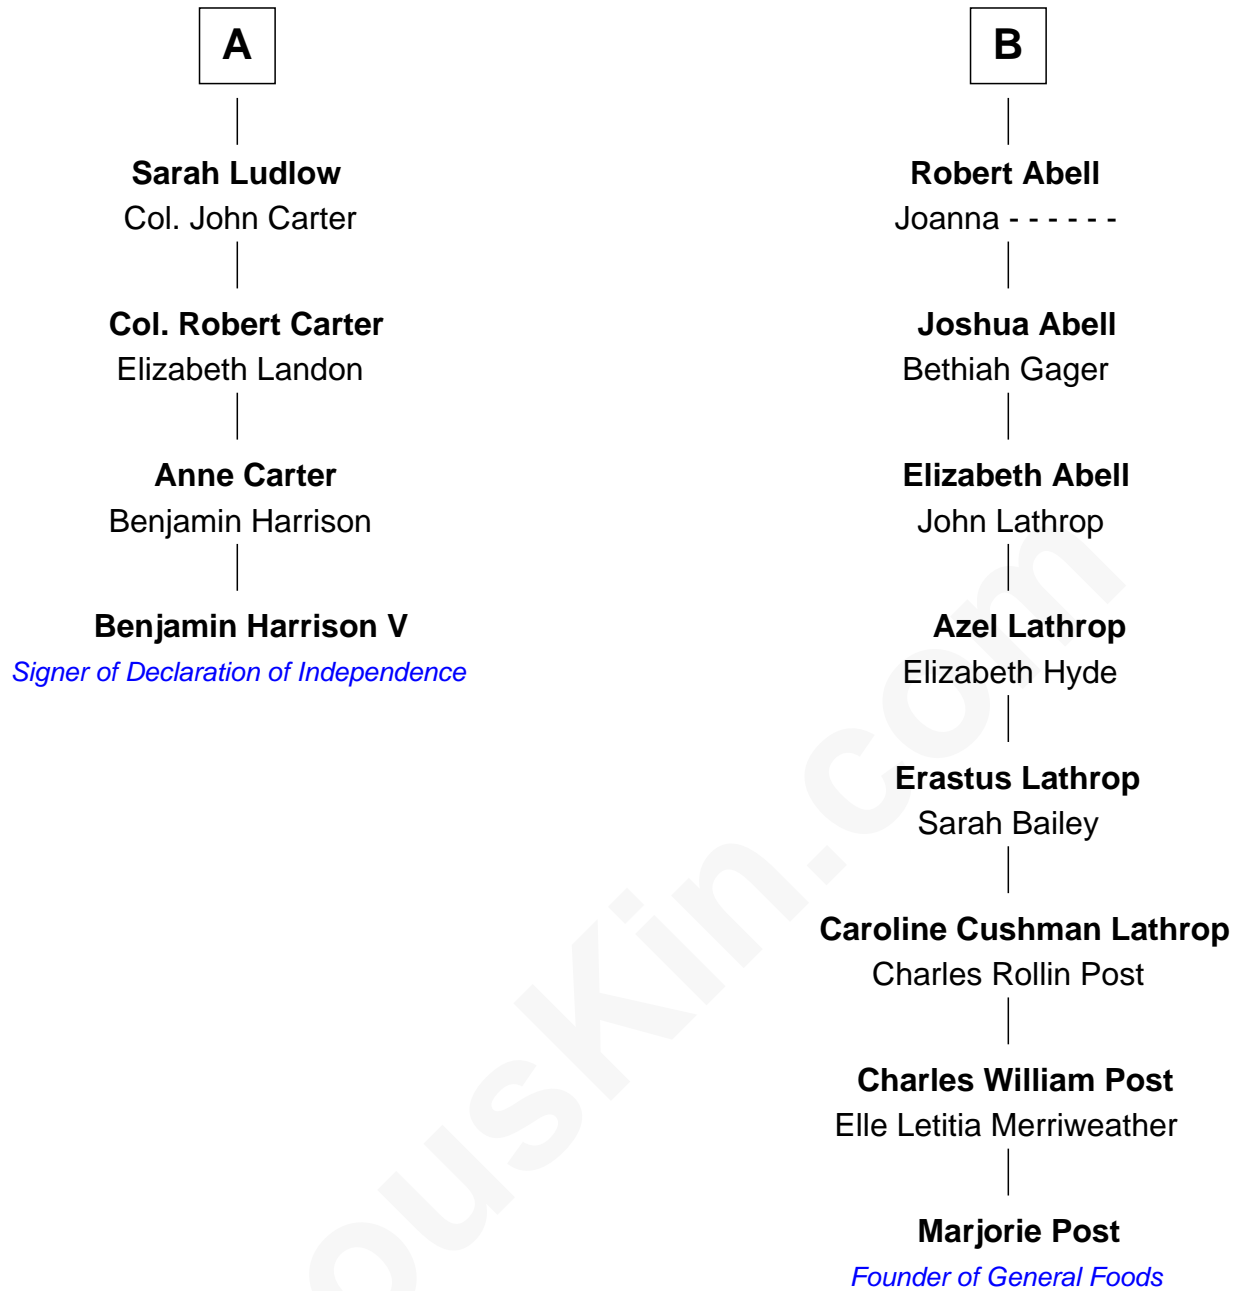 A
Sarah Ludlow
Col. John Carter
Col. Robert Carter
Elizabeth Landon
Anne Carter
Benjamin Harrison
Benjamin Harrison V
Signer of Declaration of Independence
B
Robert Abell
Joanna - - - - - -
Joshua Abell
Bethiah Gager
Elizabeth Abell
John Lathrop
Azel Lathrop
Elizabeth Hyde
Erastus Lathrop
Sarah Bailey
Caroline Cushman Lathrop
Charles Rollin Post
Charles William Post
Elle Letitia Merriweather
Marjorie Post
Founder of General Foods
ousKin.com